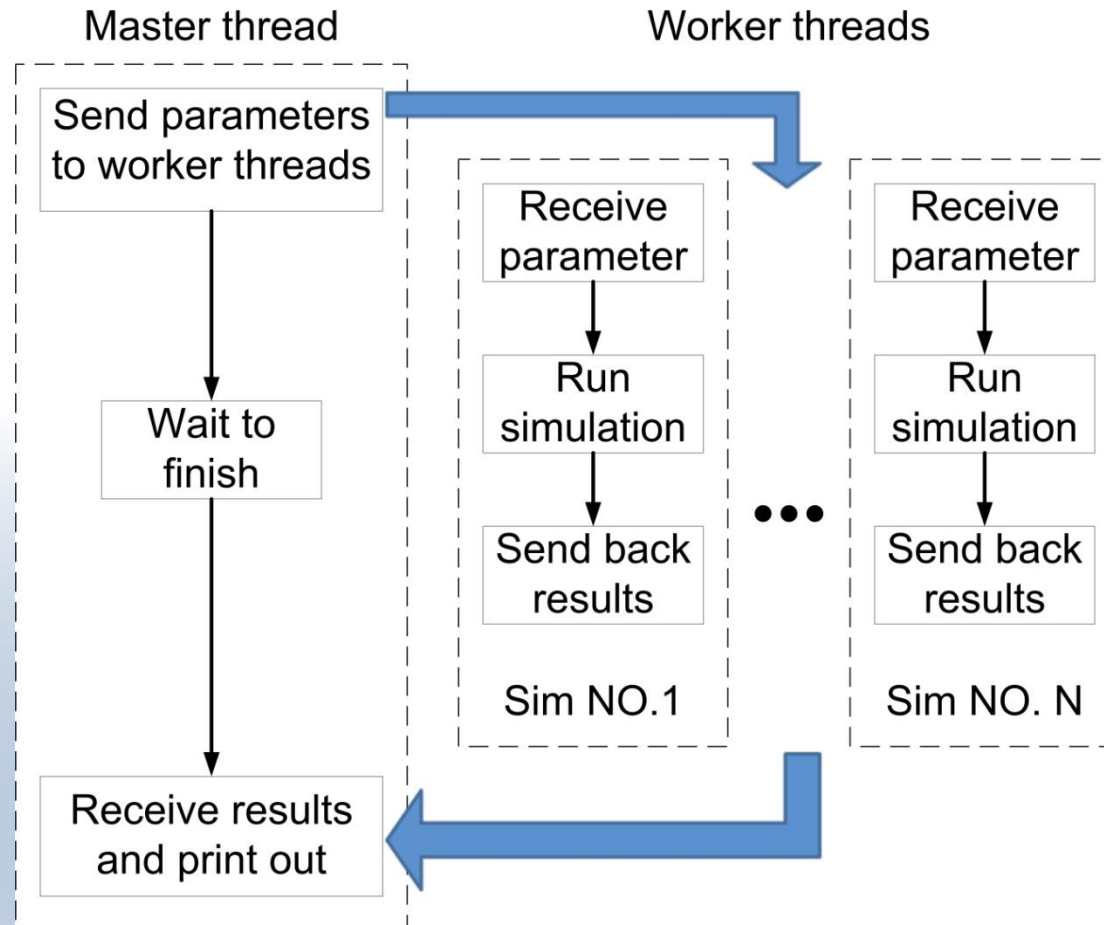 Master thread
Worker threads
Send parameters
to worker threads
Wait to
finish
Receive results
and print out
Receive
parameter
Run
simulation
Send back
results
Sim NO.1
Receive
parameter
Run
simulation
Send back
results
Sim NO. N